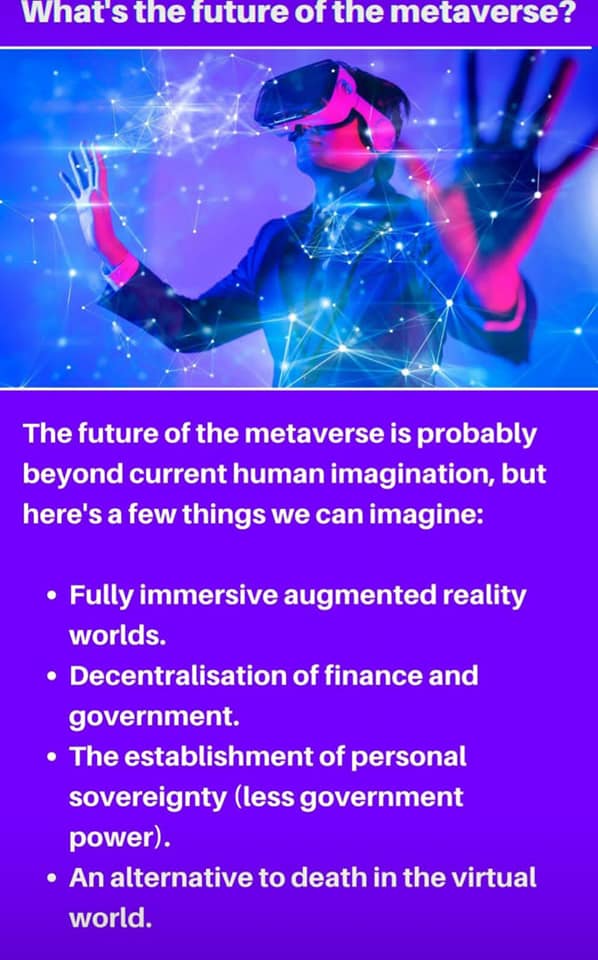 What's the future of the metaverse?
The future of the metaverse is probably
beyond current human imagination, but
here's a few things we can imagine:
• Fully immersive augmented reality
worlds.
• Decentralisation of finance and
government.
• The establishment of personal
sovereignty (less government
power).
• An alternative to death in the virtual
world.